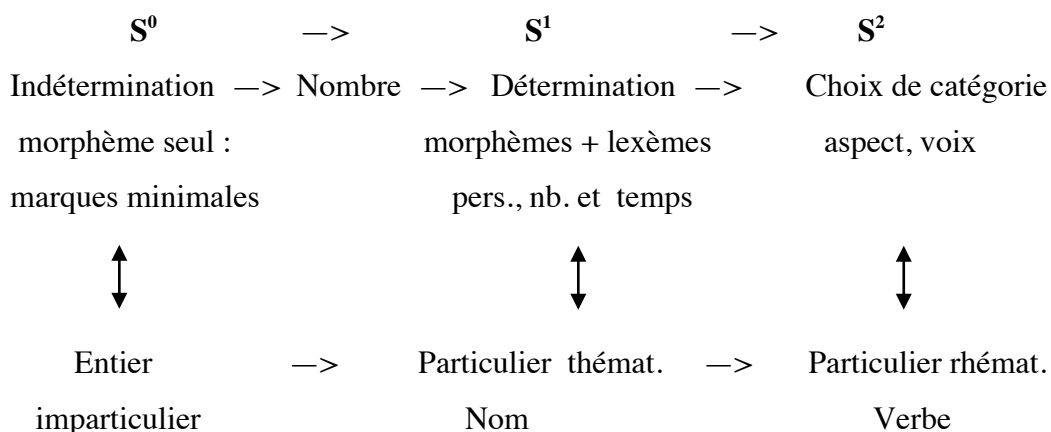 S⁰ —> S¹ —> S²
Indétermination —> Nombre —> Détermination —> Choix de catégorie
morphème seul : morphèmes + lexèmes aspect, voix
marques minimales pers., nb. et temps
Entier —> Particulier thémat. —> Particulier rhémat.
imparticulier Nom Verbe